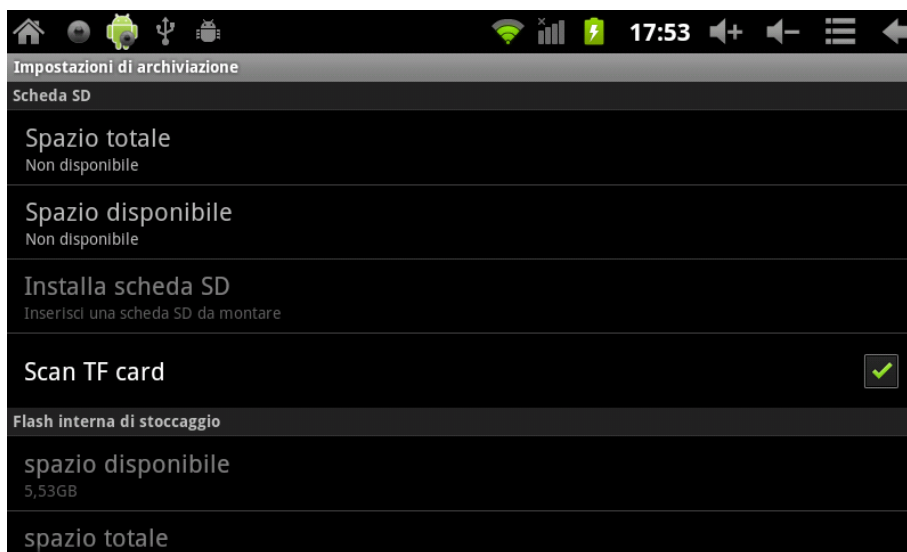 17:53
Impostazioni di archiviazione
Scheda SD
Spazio totale
Non disponibile
Spazio disponibile
Non disponibile
Installa scheda SD
Inserisci una scheda SD da montare
Scan TF card
Flash interna di stoccaggio
spazio disponibile
5,53GB
spazio totale